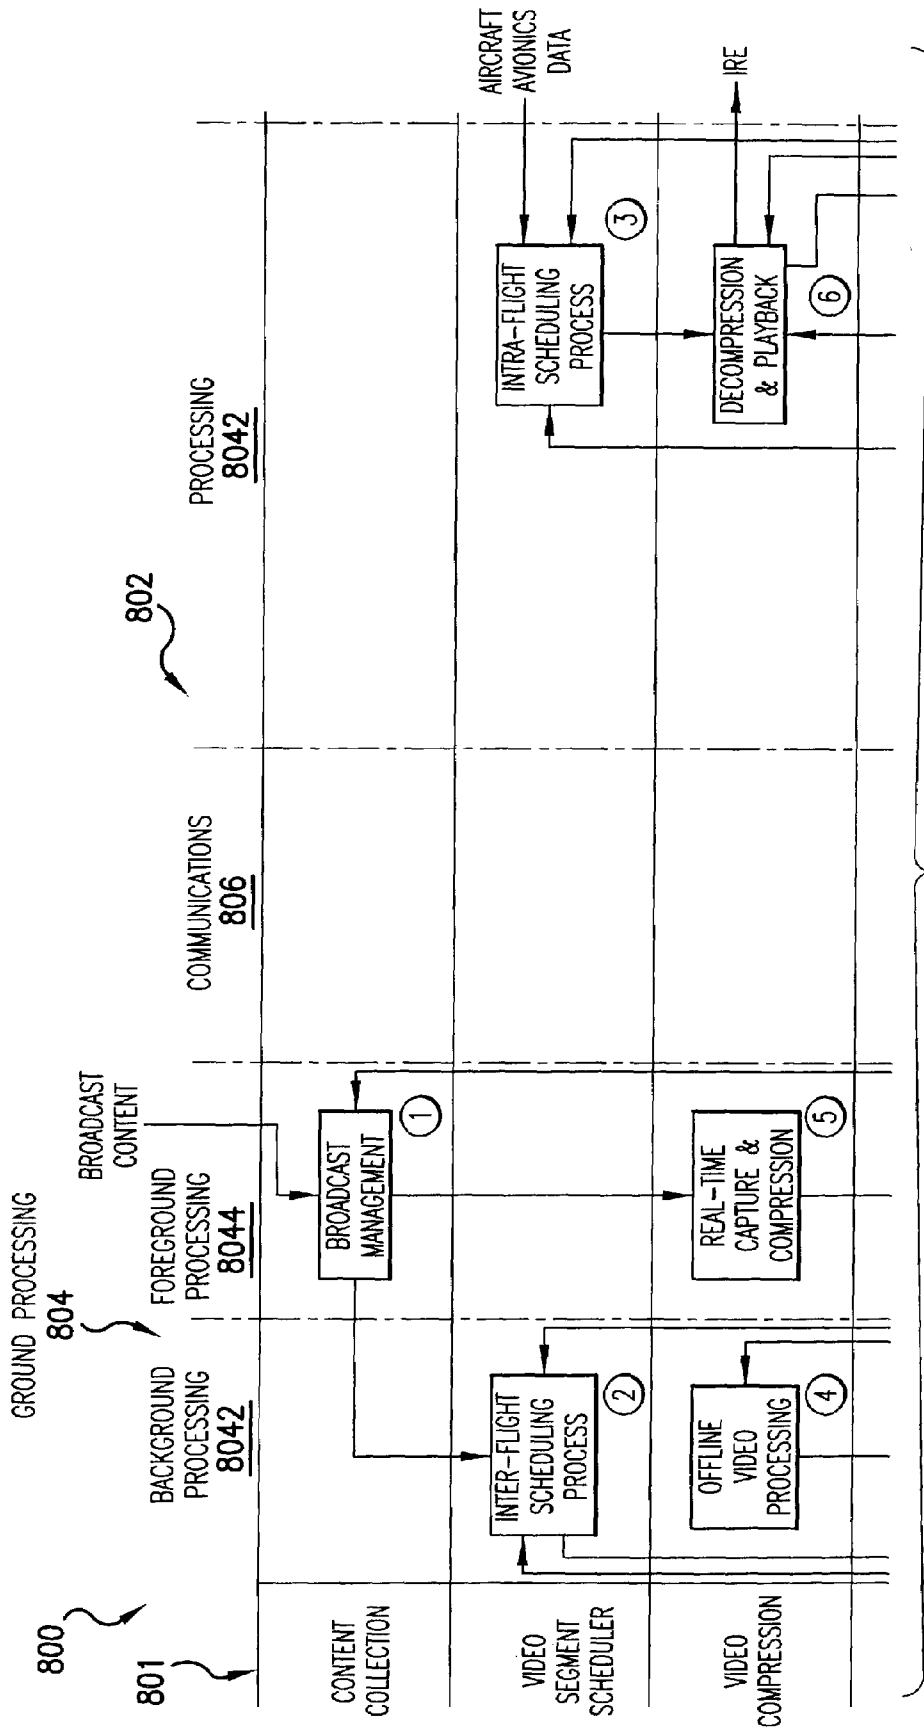 800
801
GROUND PROCESSING
804
802
BACKGROUND
PROCESSING
8042
FOREGROUND
PROCESSING
8044
BROADCAST
CONTENT
COMMUNICATIONS
806
PROCESSING
8042
CONTENT
COLLECTION
BROADCAST
MANAGEMENT
1
VIDEO
SEGMENT
SCHEDULER
INTER-FLIGHT
SCHEDULING
PROCESS
2
INTRA-FLIGHT
SCHEDULING
PROCESS
3
AIRCRAFT
AVIONICS
DATA
VIDEO
COMPRESSION
OFFLINE
VIDEO
PROCESSING
4
REAL-TIME
CAPTURE &
COMPRESSION
5
DECOMPRESSION
& PLAYBACK
6
IRE